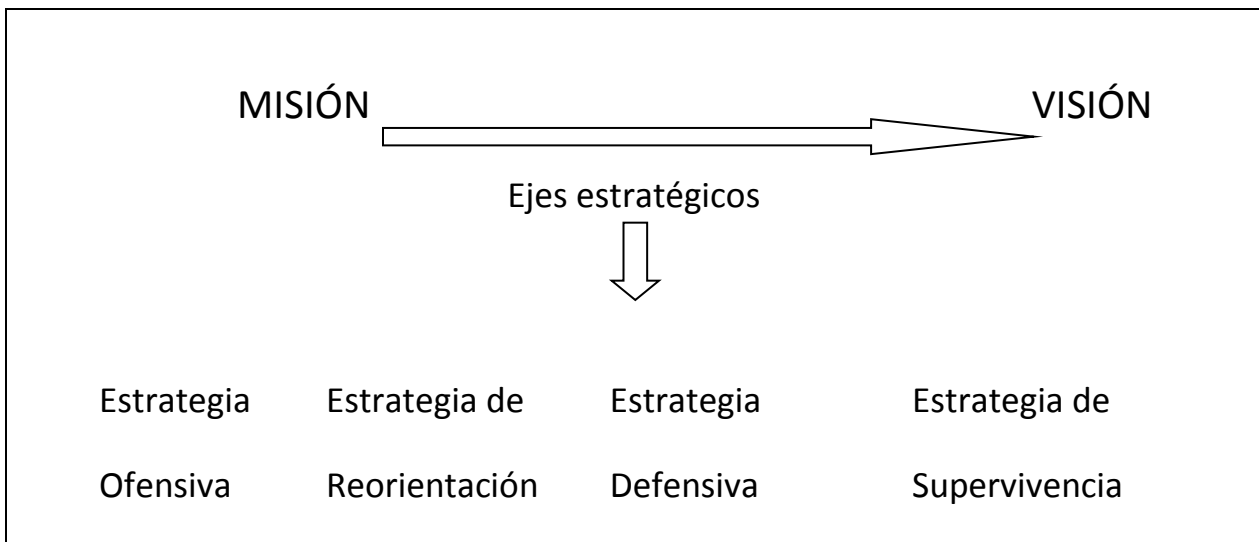 MISIÓN VISIÓN
Ejes estratégicos
Estrategia Estrategia de Estrategia Estrategia de
Ofensiva Reorientación Defensiva Supervivencia